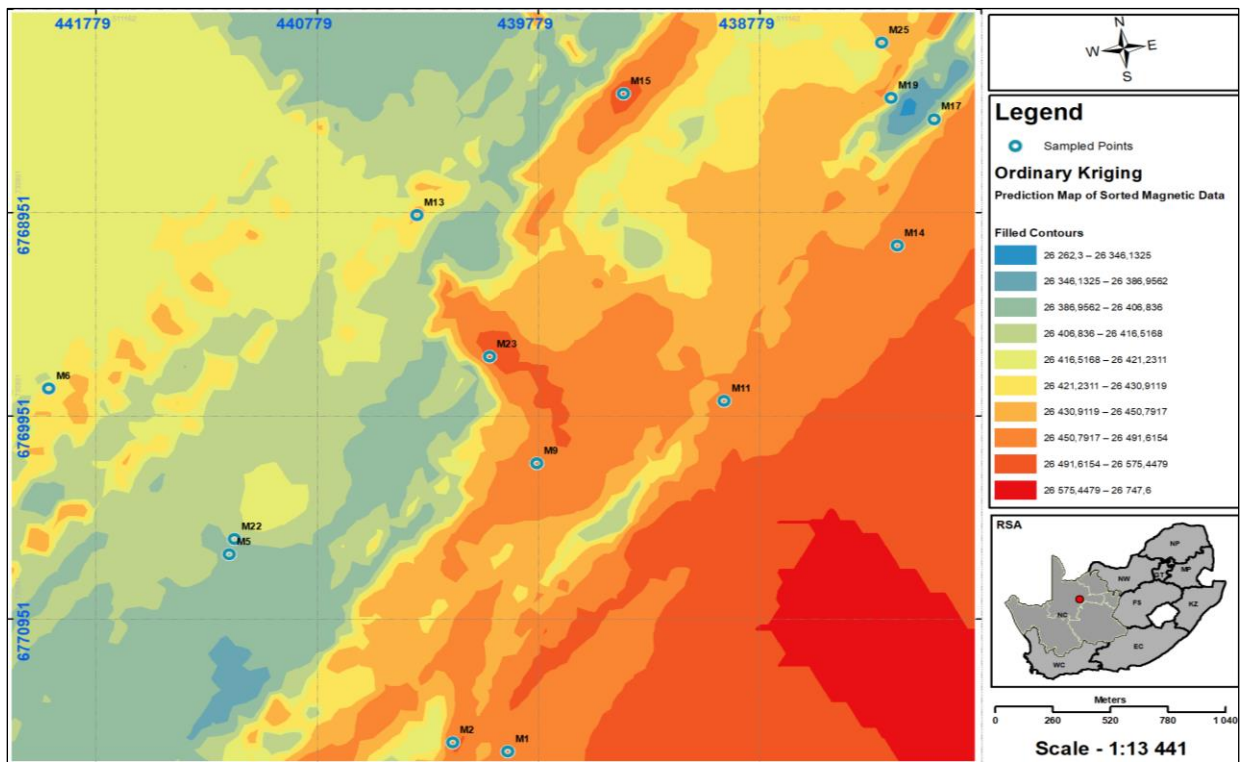 441779 440779 439779 438779
6768951
6769951
6770951
M25
M15
M19
M17
M13
M14
M23
M6
M11
M9
M22
M5
M2
M1
N
W E
S
Legend
Sampled Points
Ordinary Kriging
Prediction Map of Sorted Magnetic Data
Filled Contours
26 262,3 – 26 346,1325
26 346,1325 – 26 386,9562
26 386,9562 – 26 406,836
26 406,836 – 26 416,5168
26 416,5168 – 26 421,2311
26 421,2311 – 26 430,9119
26 430,9119 – 26 450,7917
26 450,7917 – 26 491,6154
26 491,6154 – 26 575,4479
26 575,4479 – 26 747,6
RSA
NP
NW
GT
MP
NC
FS
KZ
EC
WC
Meters
0 260 520 780 1 040
Scale - 1:13 441